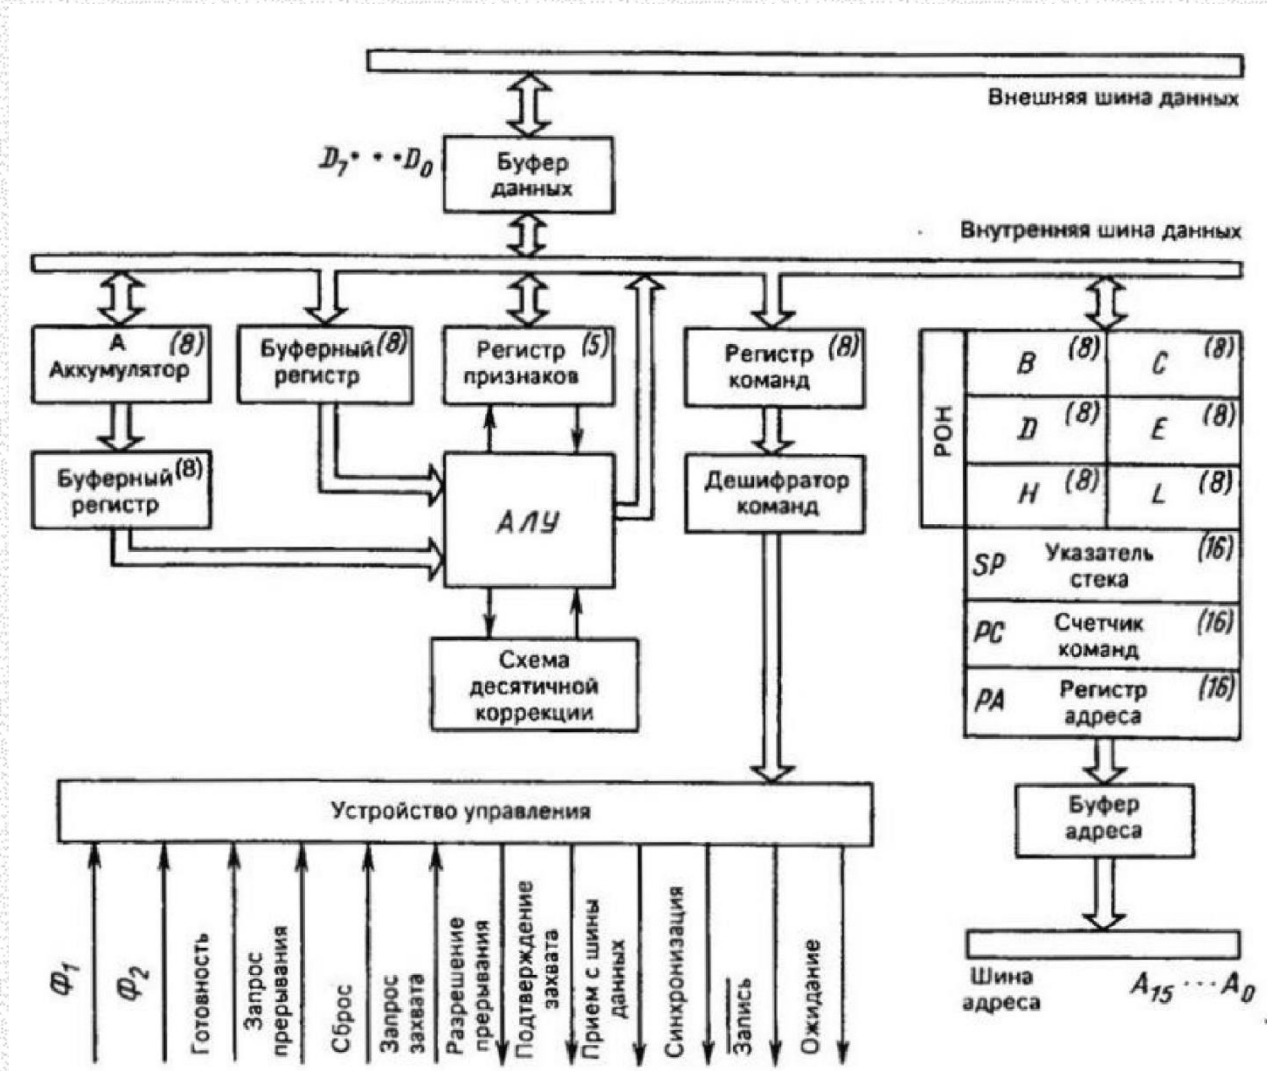 Внешняя шина данных
D7···D0
Буфер
данных
Внутренняя шина данных
А (8)
Аккумулятор
Буферный (8)
регистр
Регистр (5)
признаков
Регистр (8)
команд
РОН
B (8)
C (8)
D (8)
E (8)
H (8)
L (8)
Буферный (8)
регистр
АЛУ
Дешифратор
команд
SP Указатель (16)
стека
PC Счетчик (16)
команд
РА Регистр (16)
адреса
Схема
десятичной
коррекции
Устройство управления
Буфер
адреса
Ф1
Ф2
Готовность
Запрос
прерывания
Сброс
Запрос
захвата
Разрешение
прерывания
Подтверждение
захвата
Прием с шины
данных
Синхронизация
Запись
Ожидание
Шина
адреса
A15···A0